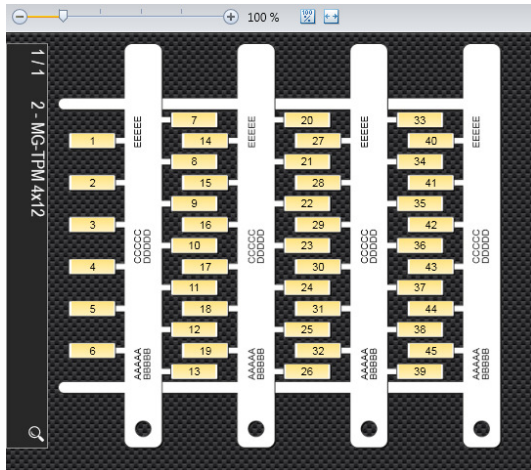 100 %
100
%
1 / 1
2 - MG-TPM 4x12
EEEEE
EEEEE
EEEEE
EEEEE
7
20
33
1
14
27
40
8
21
34
2
15
28
41
9
22
35
3
16
29
42
CCCCC
DDDDD
CCCCC
DDDDD
CCCCC
DDDDD
CCCCC
DDDDD
10
23
36
4
17
30
43
11
24
37
5
18
31
44
12
25
38
6
19
32
45
13
26
39
AAAAA
BBBBB
AAAAA
BBBBB
AAAAA
BBBBB
AAAAA
BBBBB